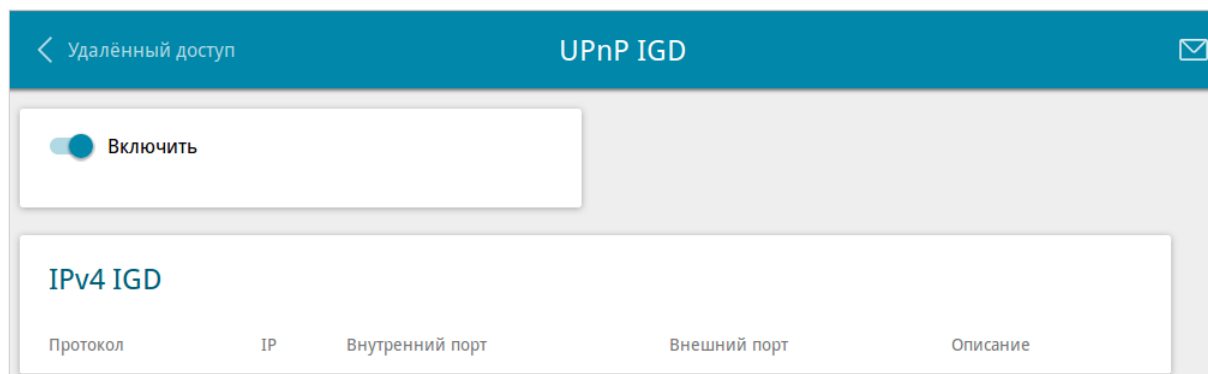 Удалённый доступ UPnP IGD
Включить
IPv4 IGD
Протокол IP Внутренний порт Внешний порт Описание